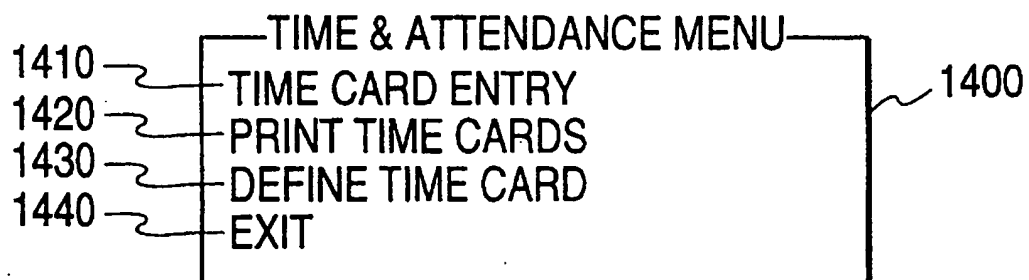 TIME & ATTENDANCE MENU
1410 TIME CARD ENTRY
1400
1420 PRINT TIME CARDS
1430 DEFINE TIME CARD
1440 EXIT